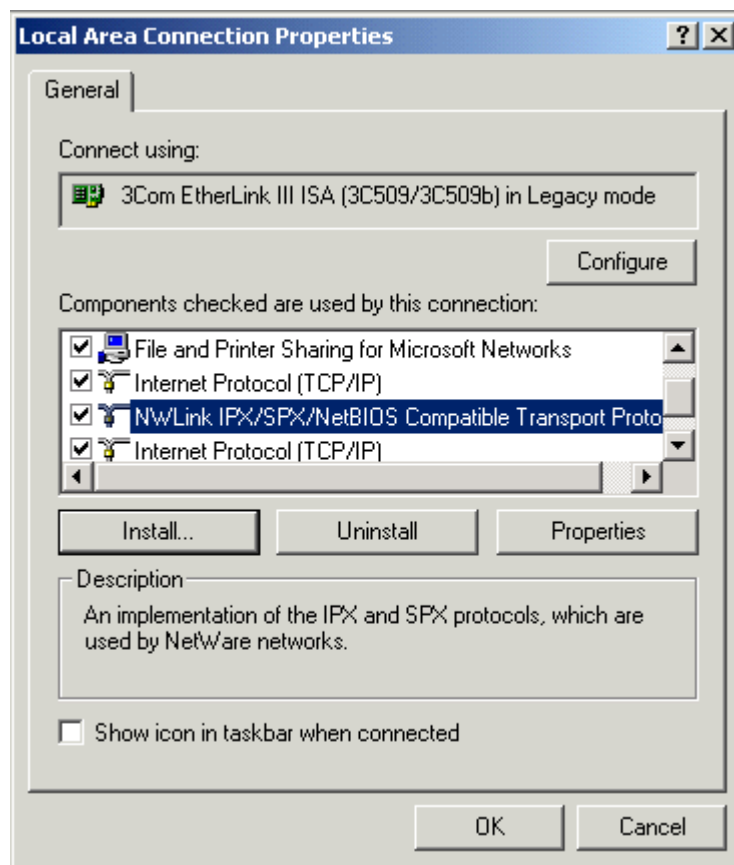 Local Area Connection Properties
General
Connect using:
3Com EtherLink III ISA (3C509/3C509b) in Legacy mode
Configure
Components checked are used by this connection:
File and Printer Sharing for Microsoft Networks
Internet Protocol (TCP/IP)
NWLink IPX/SPX/NetBIOS Compatible Transport Proto
Internet Protocol (TCP/IP)
Install... Uninstall Properties
Description
An implementation of the IPX and SPX protocols, which are
used by NetWare networks.
Show icon in taskbar when connected
OK Cancel